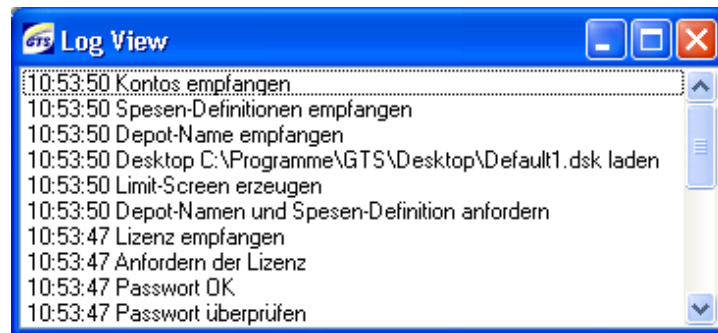 GTS Log View
10:53:50 Kontos empfangen
10:53:50 Spesen-Definitionen empfangen
10:53:50 Depot-Name empfangen
10:53:50 Desktop C:\Programme\GTS\Desktop\Default1.dsk laden
10:53:50 Limit-Screen erzeugen
10:53:50 Depot-Namen und Spesen-Definition anfordern
10:53:47 Lizenz empfangen
10:53:47 Anfordern der Lizenz
10:53:47 Passwort OK
10:53:47 Passwort überprüfen